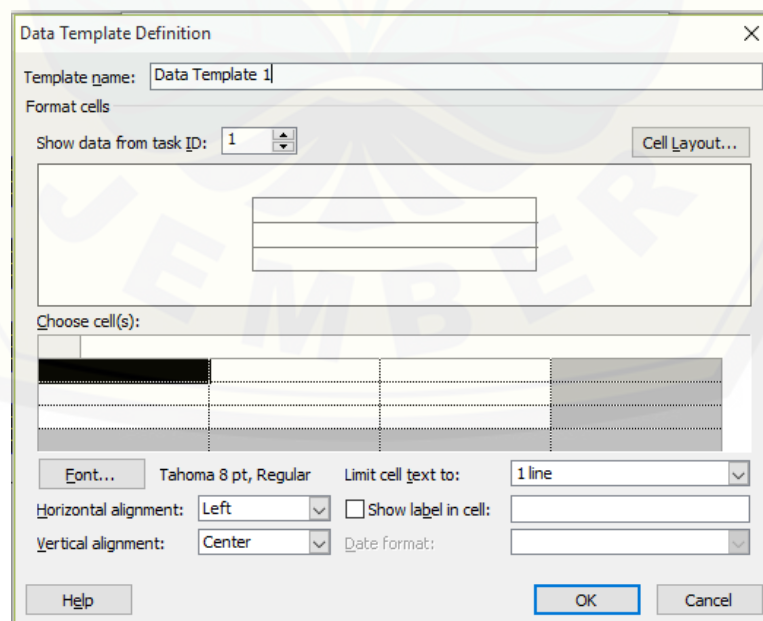 Data Template Definition
Template name: Data Template 1
Format cells
Show data from task ID: 1 Cell Layout...
JEMBER
Choose cell(s):
Font... Tahoma 8 pt, Regular Limit cell text to: 1 line
Horizontal alignment: Left Show label in cell:
Vertical alignment: Center Date format:
Help OK Cancel